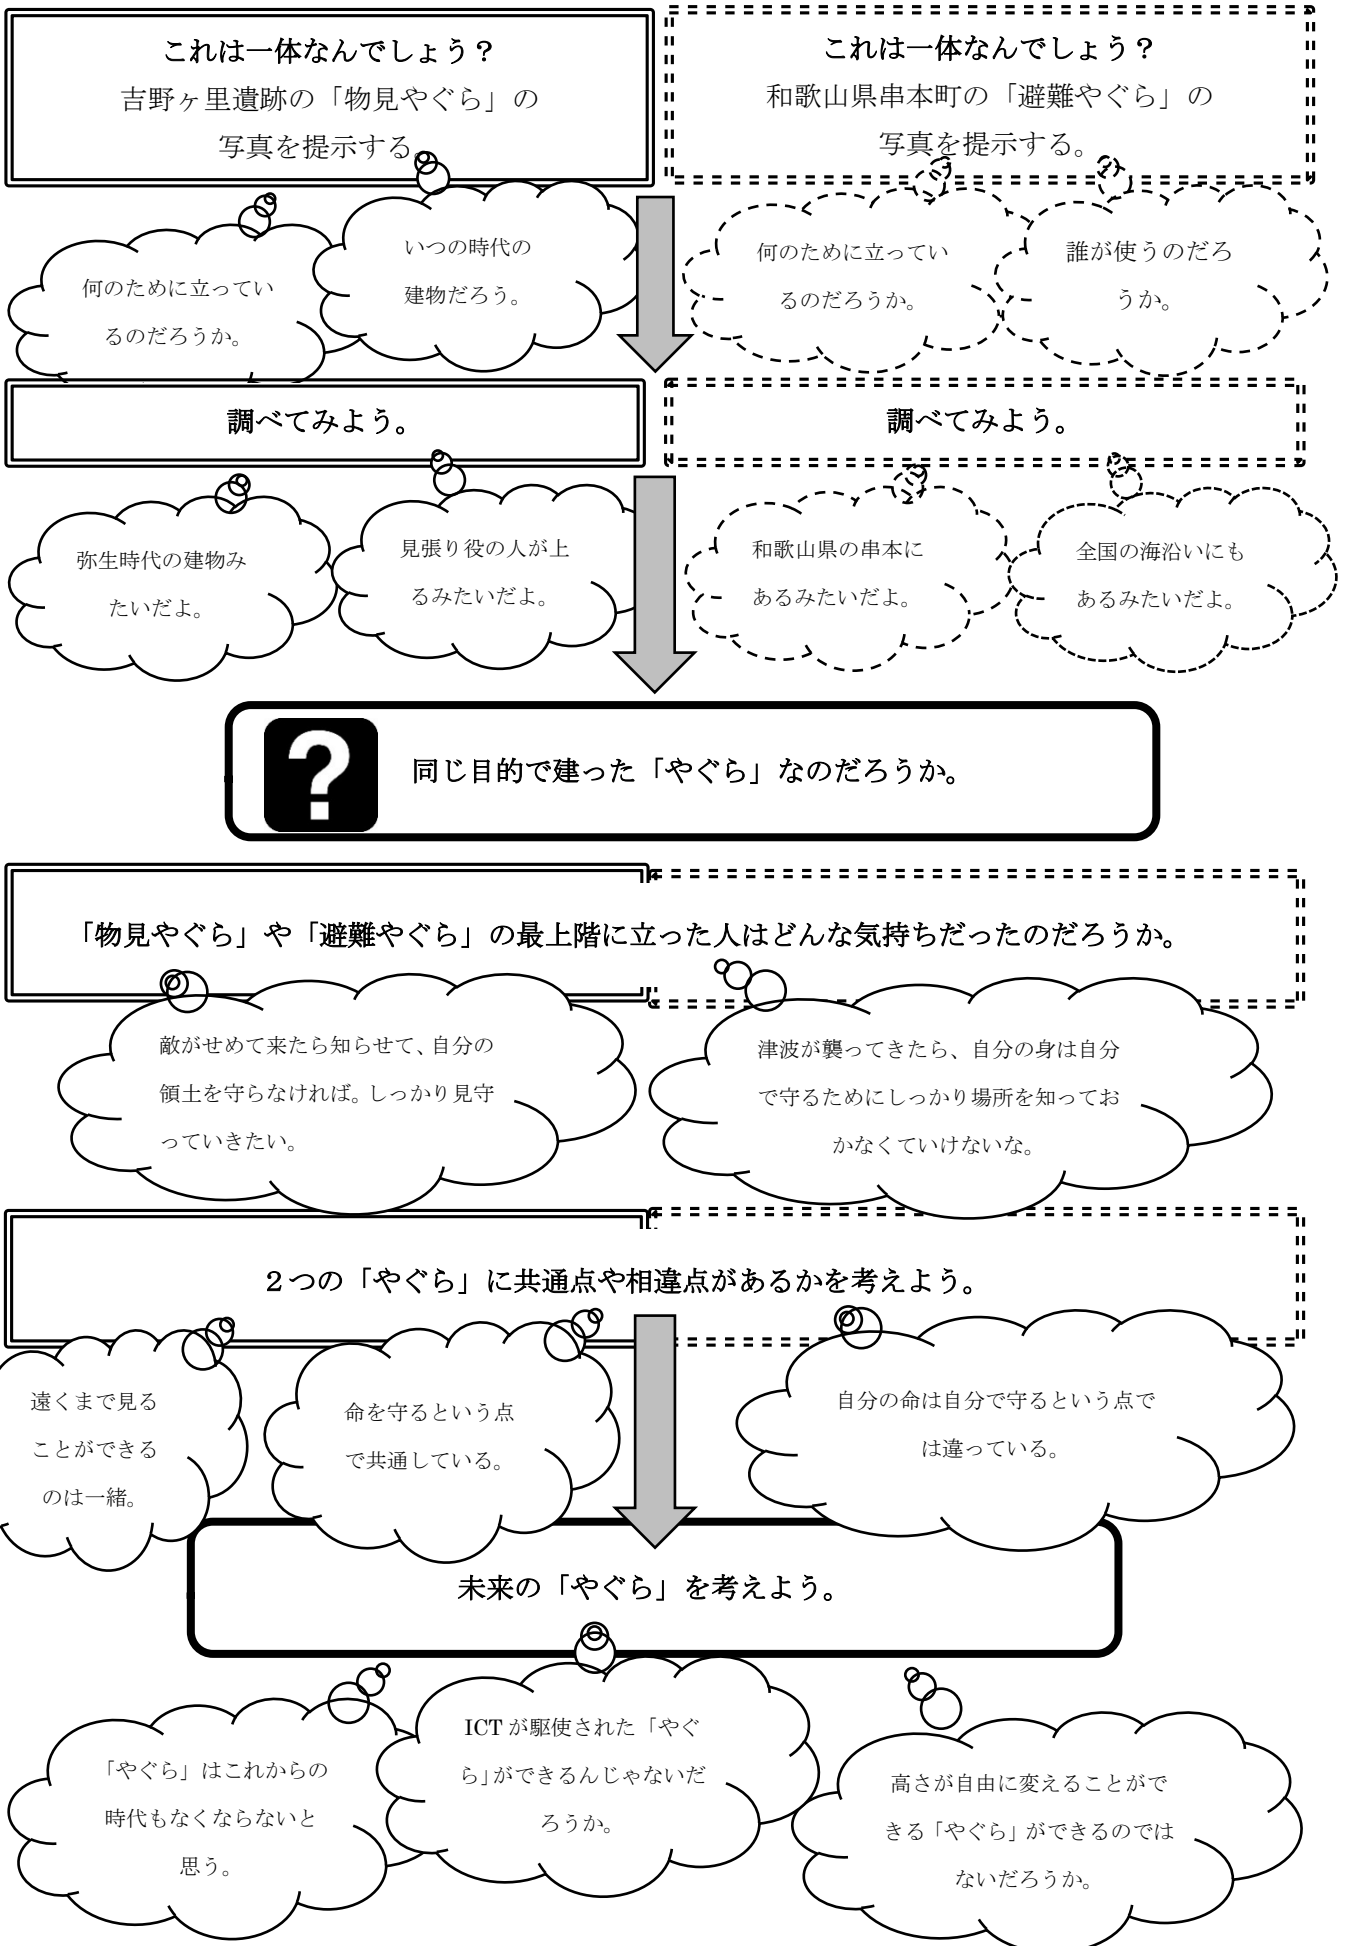 これは一体なんでしょう？
吉野ヶ里遺跡の「物見やぐら」の
写真を提示する。
これは一体なんでしょう？
和歌山県串本町の「避難やぐら」の
写真を提示する。
何のために立ってい
るのだろうか。
いつの時代の
建物だろう。
何のために立ってい
るのだろうか。
誰が使うのだろ
うか。
調べてみよう。
調べてみよう。
弥生時代の建物み
たいだよ。
見張り役の人が上
るみたいだよ。
和歌山県の串本に
あるみたいだよ。
全国の海沿いにも
あるみたいだよ。
?
同じ目的で建った「やぐら」なのだろうか。
「物見やぐら」や「避難やぐら」の最上階に立った人はどんな気持ちだったのだろうか。
敵がせめて来たら知らせて、自分の
領土を守らなければ。しっかり見守
っていきたい。
津波が襲ってきたら、自分の身は自分
で守るためにしっかり場所を知ってお
かなくていけないな。
２つの「やぐら」に共通点や相違点があるかを考えよう。
遠くまで見る
ことができる
のは一緒。
命を守るという点
で共通している。
自分の命は自分で守るという点で
は違っている。
未来の「やぐら」を考えよう。
「やぐら」はこれからの
時代もなくならないと
思う。
ICT が駆使された「やぐ
ら」ができるんじゃないだ
ろうか。
高さが自由に変えることがで
きる「やぐら」ができるのでは
ないだろうか。